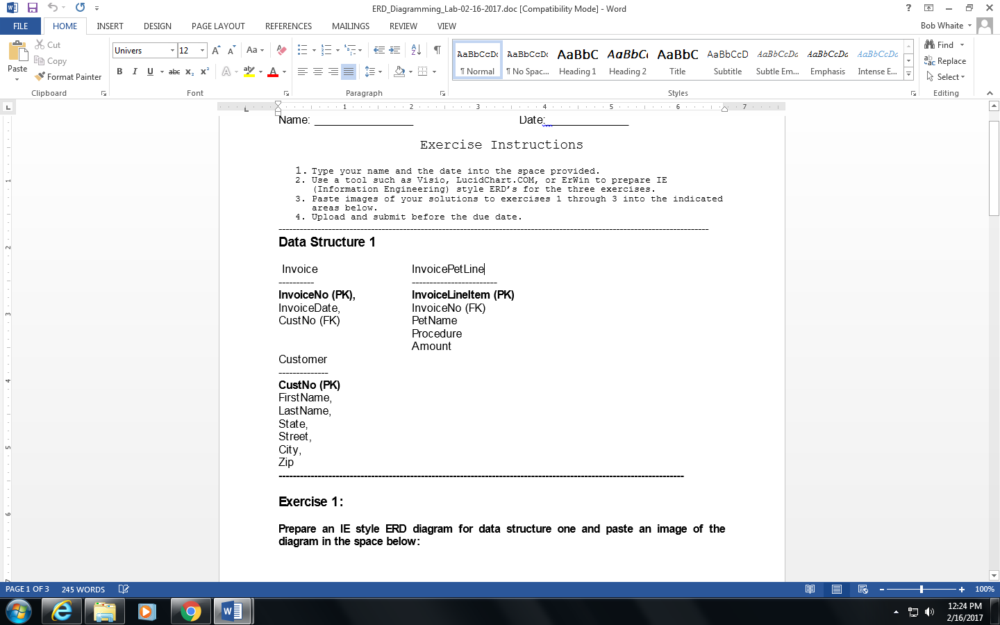 ERD_Diagramming_Lab-02-16-2017.doc [Compatibility Mode] - Word
FILE HOME INSERT DESIGN PAGE LAYOUT REFERENCES MAILINGS REVIEW VIEW Bob Whaite
Paste
Cut
Copy
Format Painter
Clipboard
Univers 12
Font
Paragraph
AaBbCcDc AaBbCcDc AaBbC AaBbCc AaBbC AaBbCcD AaBbCcDc AaBbCcDc AaBbCcDc
¶ Normal ¶ No Spac... Heading 1 Heading 2 Title Subtitle Subtle Em... Emphasis Intense E...
Styles
Find
Replace
Select
Editing
1 2 3 4 5 6 7
Name: ________________ Date:______________
Exercise Instructions
1. Type your name and the date into the space provided.
2. Use a tool such as Visio, LucidChart.COM, or ErWin to prepare IE
(Information Engineering) style ERD’s for the three exercises.
3. Paste images of your solutions to exercises 1 through 3 into the indicated
areas below.
4. Upload and submit before the due date.
Data Structure 1
Invoice InvoicePetLine
---------- ------------------------
InvoiceNo (PK), InvoiceLineItem (PK)
InvoiceDate, InvoiceNo (FK)
CustNo (FK) PetName
Procedure
Amount
Customer
--------------
CustNo (PK)
FirstName,
LastName,
State,
Street,
City,
Zip
Exercise 1:
Prepare an IE style ERD diagram for data structure one and paste an image of the
diagram in the space below:
PAGE 1 OF 3 245 WORDS 100%
12:24 PM
2/16/2017